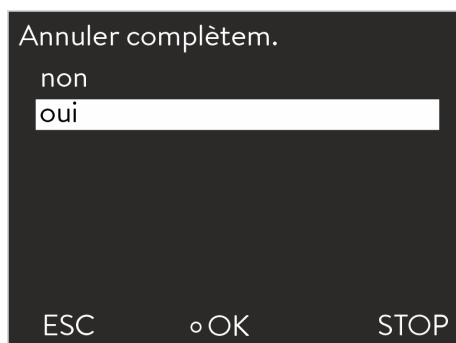 Annuler complètem.
non
oui
ESC ○ OK STOP